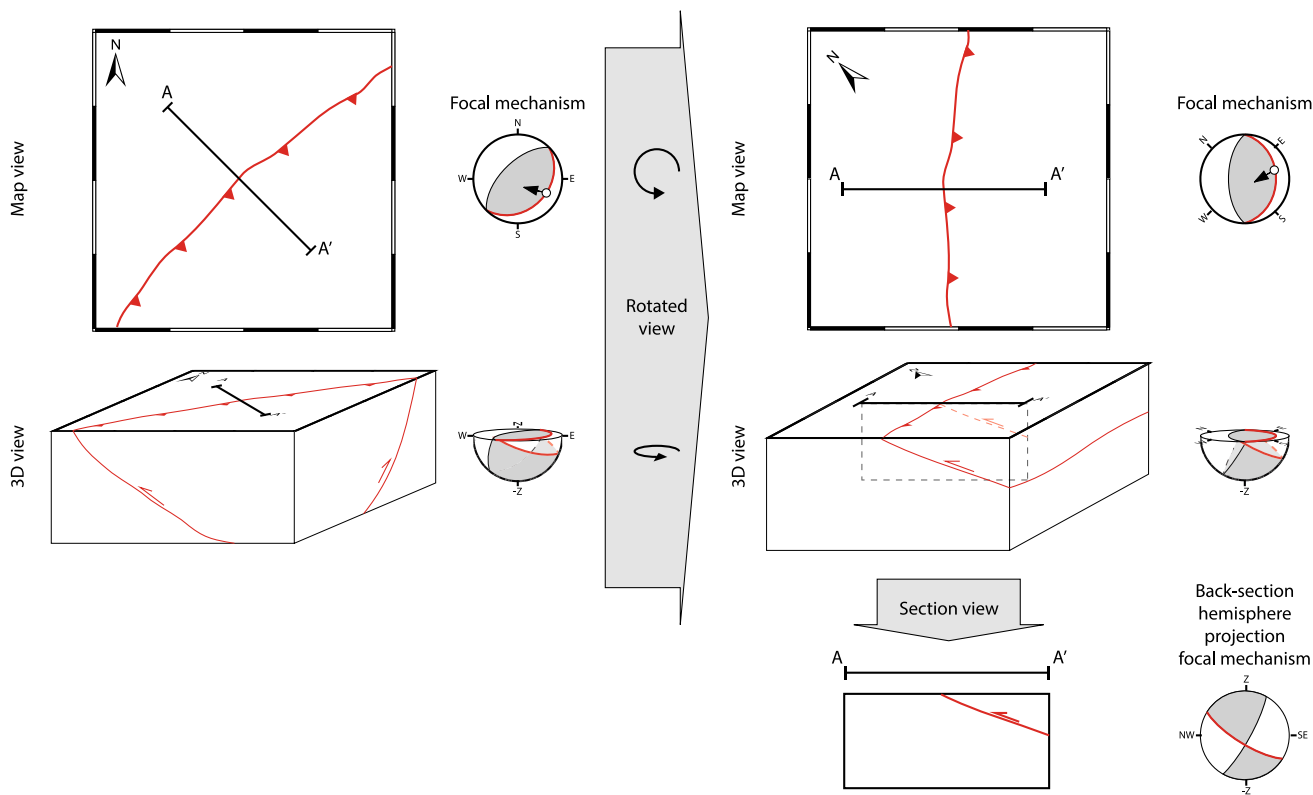 Map view
N
A
A'
Focal mechanism
N
W
E
S
Rotated
view
Map view
N
A
A'
Focal mechanism
N
E
W
S
3D view
A
A'
W
E
-Z
3D view
A
A'
-Z
Section view
A
A'
Back-section
hemisphere
projection
focal mechanism
Z
NW
SE
-Z